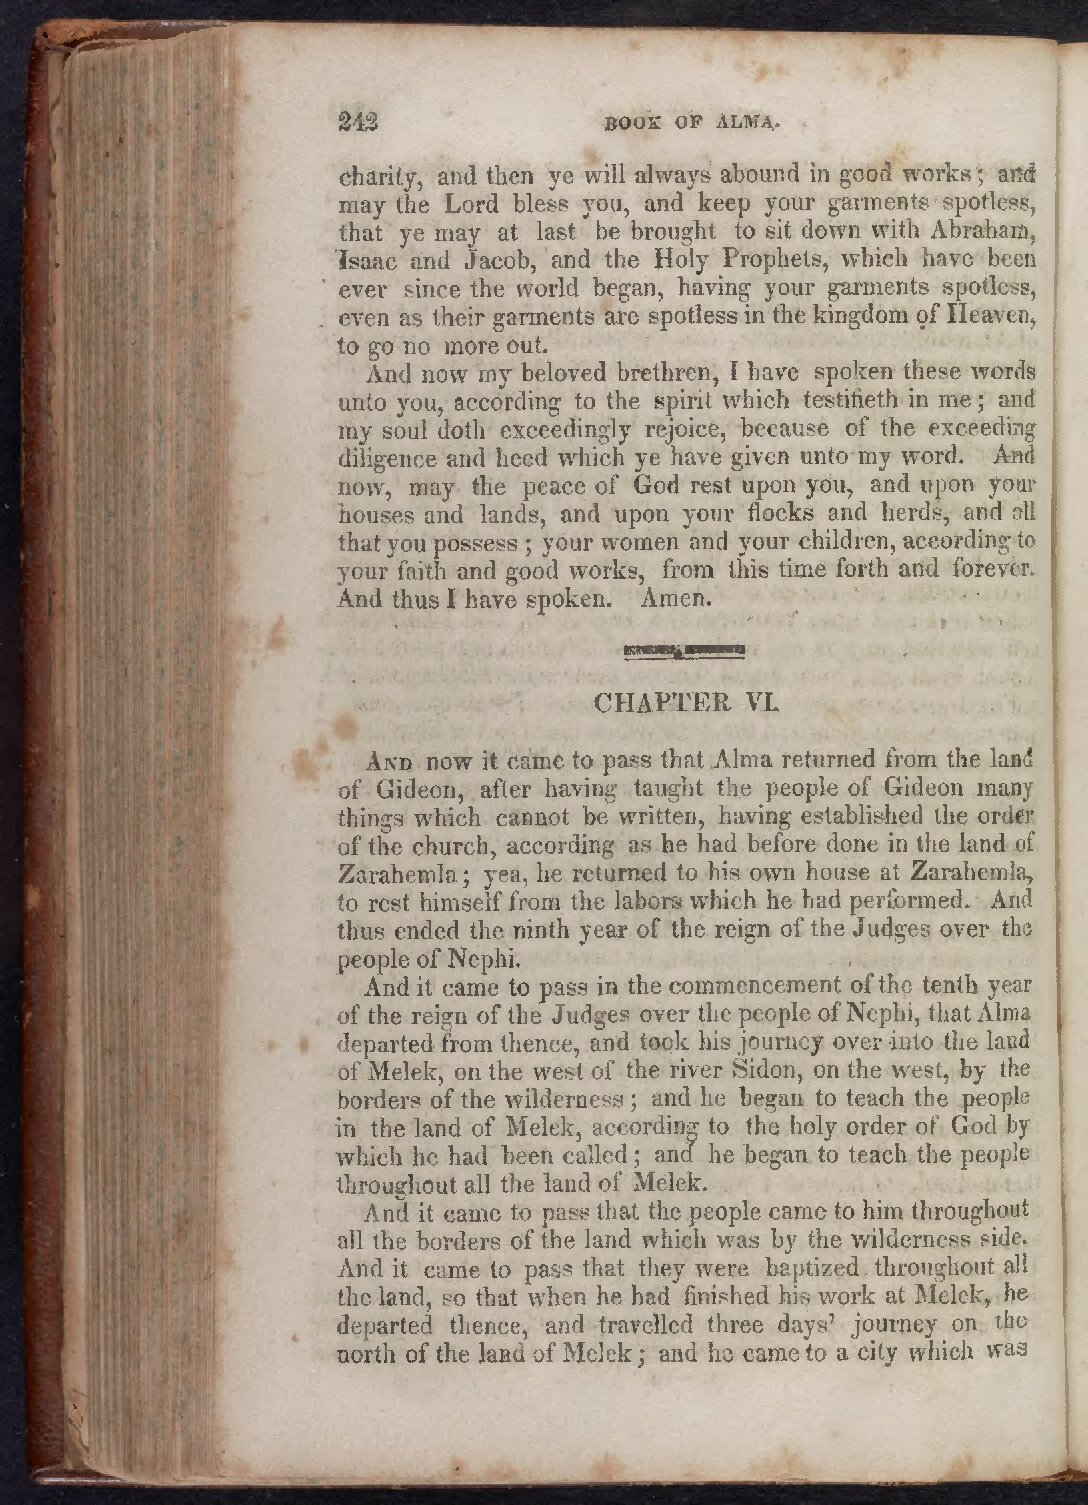 242 BOOK OF ALMA.
charity, and then ye will always abound in good works; and
may the Lord bless you, and keep your garments spotless,
that ye may at last be brought to sit down with Abraham,
Isaac and Jacob, and the Holy Prophets, which have been
ever since the world began, having your garments spotless,
even as their garments are spotless in the kingdom of Heaven,
to go no more out.
And now my beloved brethren, I have spoken these words
unto you, according to the spirit which testifieth in me; and
my soul doth exceedingly rejoice, because of the exceeding
diligence and heed which ye have given unto my word. And
now, may the peace of God rest upon you, and upon your
houses and lands, and upon your flocks and herds, and all
that you possess; your women and your children, according to
your faith and good works, from this time forth and forever.
And thus I have spoken. Amen.
CHAPTER VI.
AND now it came to pass that Alma returned from the land
of Gideon, after having taught the people of Gideon many
things which cannot be written, having established the order
of the church, according as he had before done in the land of
Zarahemla; yea, he returned to his own house at Zarahemla,
to rest himself from the labors which he had performed. And
thus ended the ninth year of the reign of the Judges over the
people of Nephi.
And it came to pass in the commencement of the tenth year
of the reign of the Judges over the people of Nephi, that Alma
departed from thence, and took his journey over into the land
of Melek, on the west of the river Sidon, on the west, by the
borders of the wilderness; and he began to teach the people
in the land of Melek, according to the holy order of God by
which he had been called; and he began to teach the people
throughout all the land of Melek.
And it came to pass that the people came to him throughout
all the borders of the land which was by the wilderness side.
And it came to pass that they were baptized throughout all
the land, so that when he had finished his work at Melek, he
departed thence, and travelled three days' journey on the
north of the land of Melek; and he came to a city which was